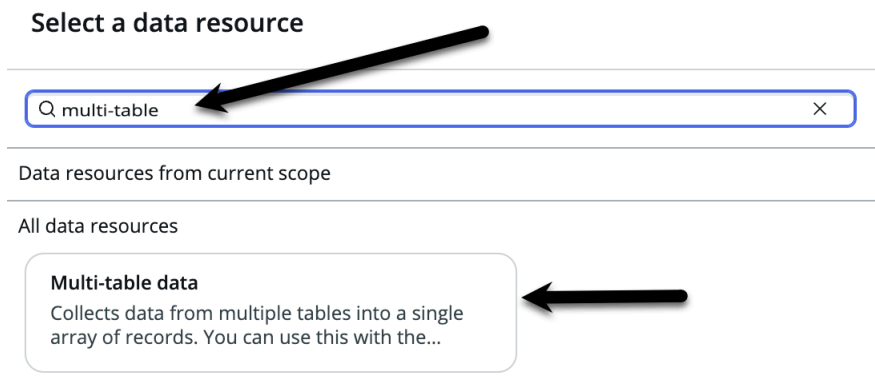 Select a data resource
multi-table
Data resources from current scope
All data resources
Multi-table data
Collects data from multiple tables into a single
array of records. You can use this with the...